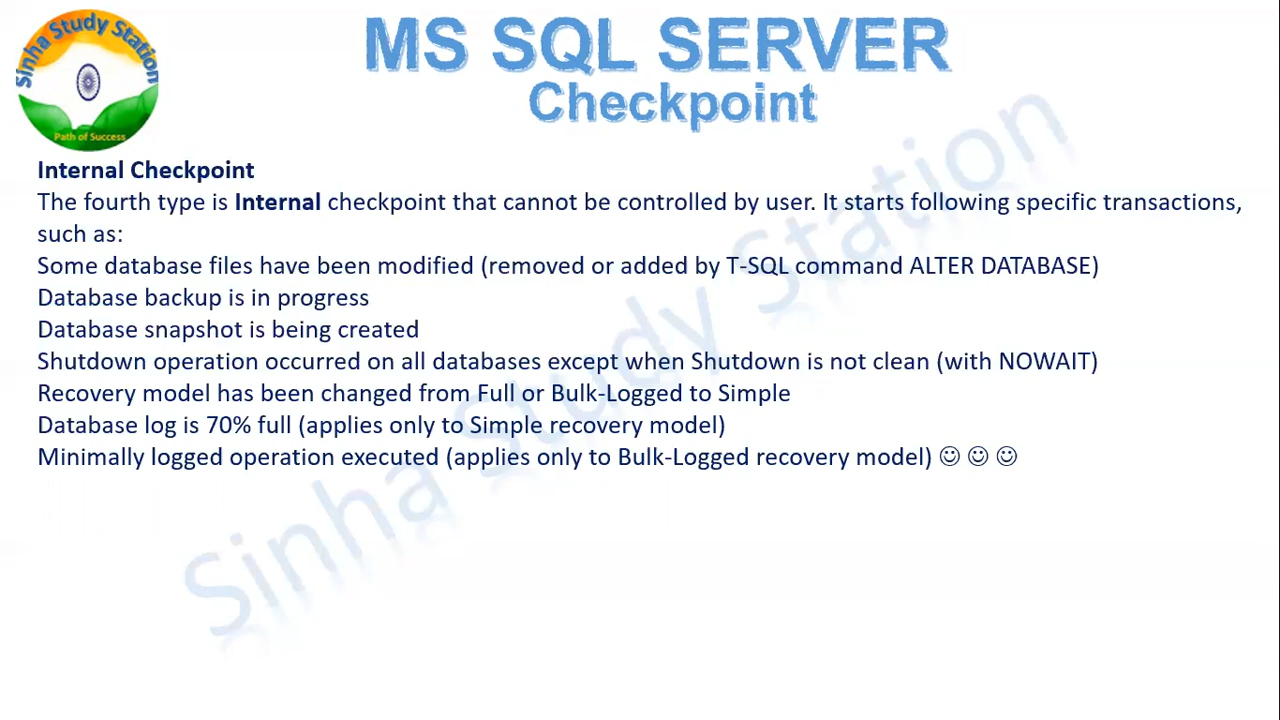 Sinha Study Station
Path of Success
MS SQL SERVER
Checkpoint
Internal Checkpoint
The fourth type is Internal checkpoint that cannot be controlled by user. It starts following specific transactions,
such as:
Some database files have been modified (removed or added by T-SQL command ALTER DATABASE)
Database backup is in progress
Database snapshot is being created
Shutdown operation occurred on all databases except when Shutdown is not clean (with NOWAIT)
Recovery model has been changed from Full or Bulk-Logged to Simple
Database log is 70% full (applies only to Simple recovery model)
Minimally logged operation executed (applies only to Bulk-Logged recovery model) ☺ ☺ ☺
Sinha Study Station